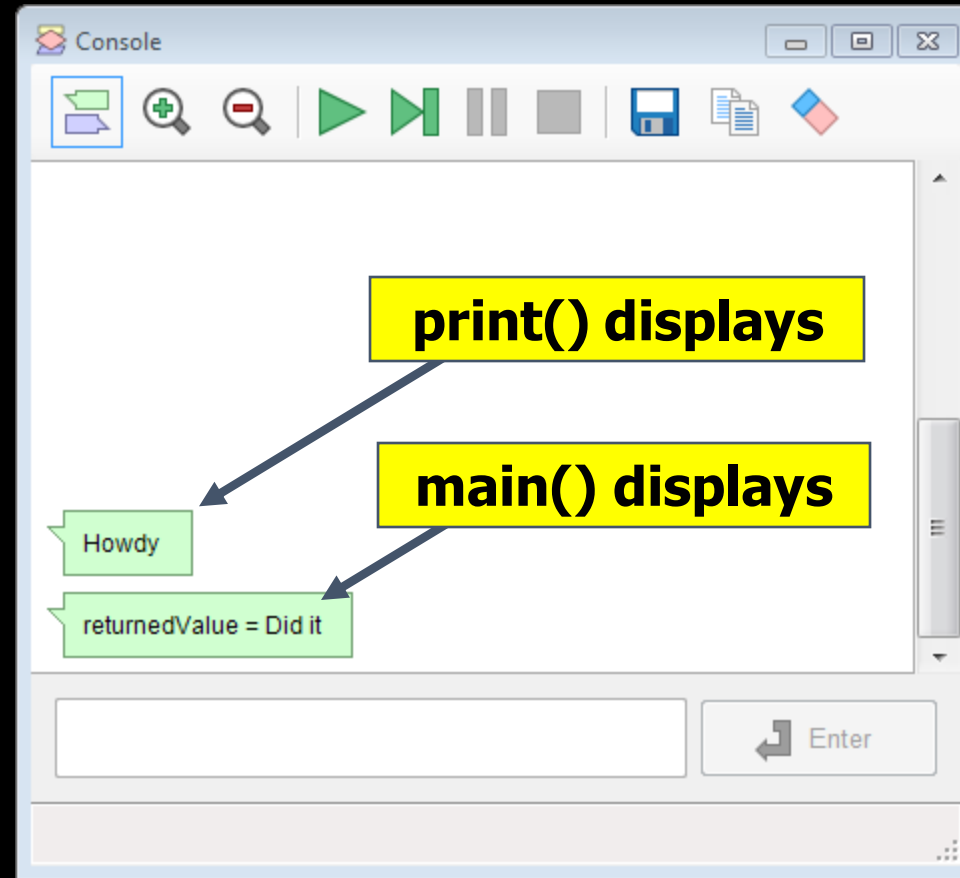 Console
print() displays
main() displays
Howdy
returnedValue = Did it
Enter